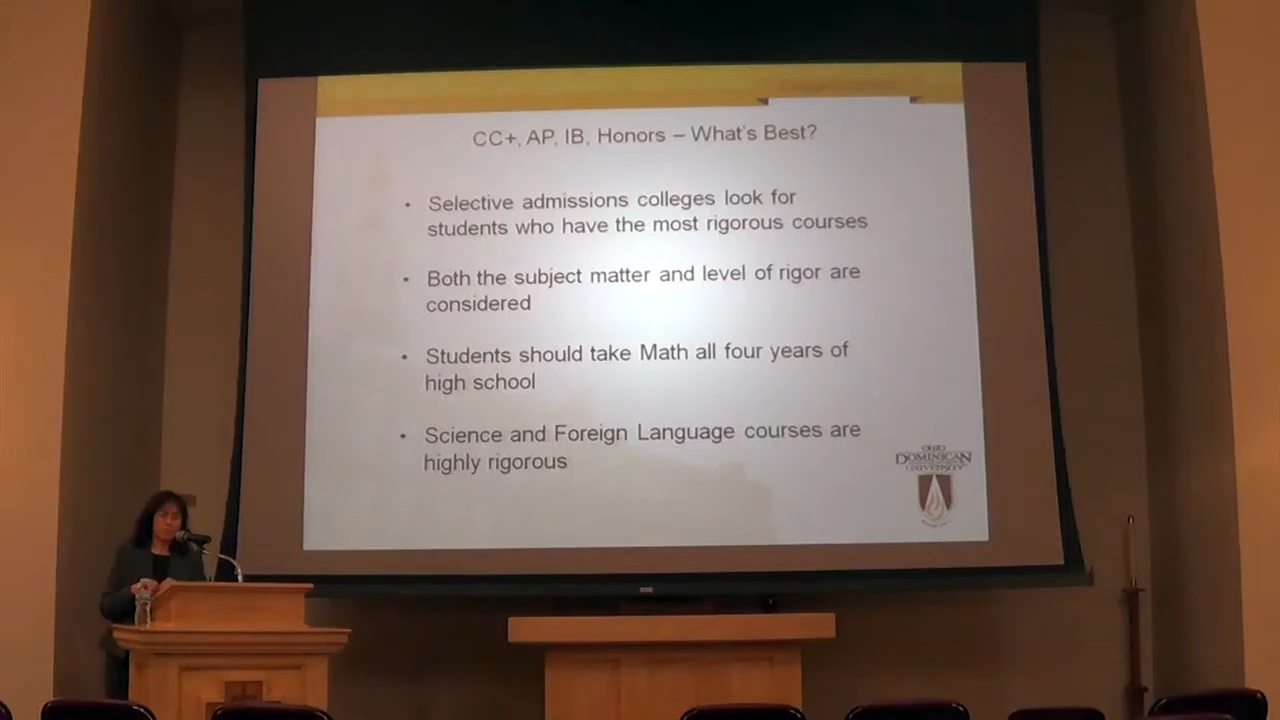 CC+, AP, IB, Honors – What's Best?
• Selective admissions colleges look for
students who have the most rigorous courses
• Both the subject matter and level of rigor are
considered
• Students should take Math all four years of
high school
• Science and Foreign Language courses are
highly rigorous
OHIO
DOMINICAN
UNIVERSITY